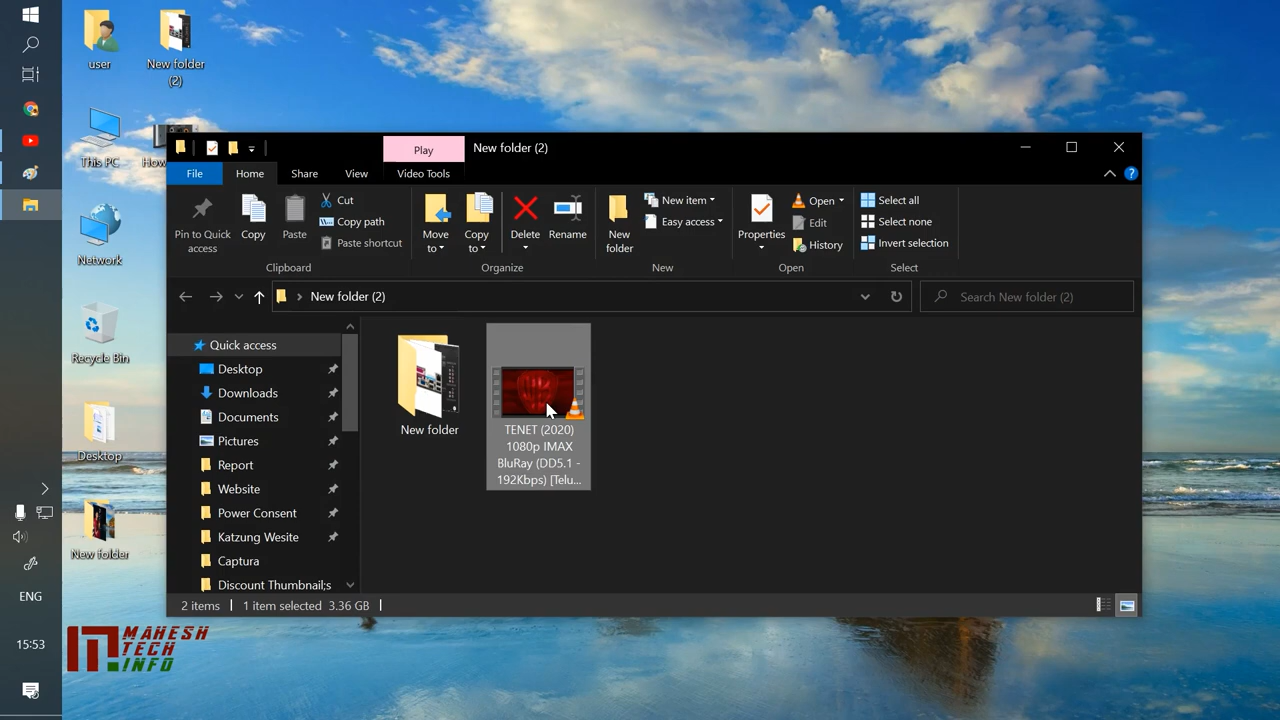 user
New folder
(2)
This PC
How
Network
Recycle Bin
Desktop
New folder
ENG
15:53
MAHESH
TECH
INFO
Play
New folder (2)
File
Home
Share
View
Video Tools
Pin to Quick
access
Copy
Paste
Cut
Copy path
Paste shortcut
Clipboard
Move
to
Copy
to
Delete
Rename
Organize
New
folder
New item
Easy access
New
Properties
Open
Edit
History
Open
Select all
Select none
Invert selection
Select
New folder (2)
Search New folder (2)
Quick access
Desktop
Downloads
Documents
Pictures
Report
Website
Power Consent
Katzung Wesite
Captura
Discount Thumbnail;s
New folder
TENET (2020)
1080p IMAX
BluRay (DD5.1 -
192Kbps) [Telu...
2 items
1 item selected 3.36 GB